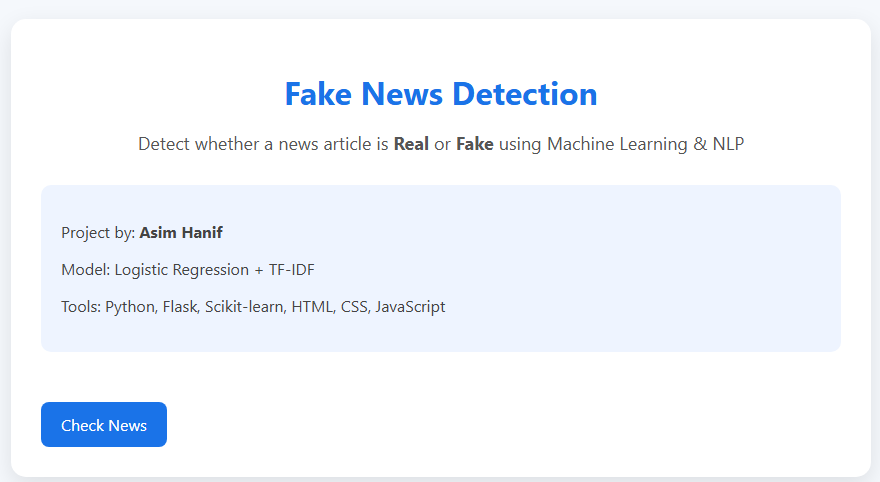 Fake News Detection
Detect whether a news article is Real or Fake using Machine Learning & NLP
Project by: Asim Hanif
Model: Logistic Regression + TF-IDF
Tools: Python, Flask, Scikit-learn, HTML, CSS, JavaScript
Check News